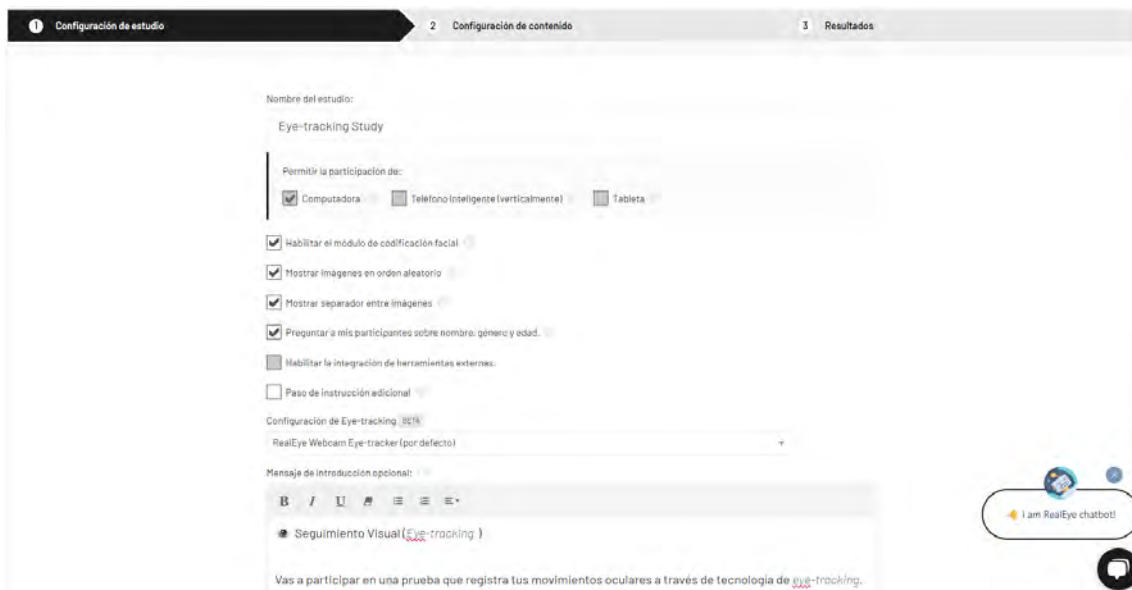 1 Configuración de estudio 2 Configuración de contenido 3 Resultados
Nombre del estudio:
Eye-tracking Study
Permitir la participación de:
Computadora Teléfono inteligente (verticalmente) Tableta
Habilitar el módulo de codificación facial
Mostrar imágenes en orden aleatorio
Mostrar separador entre imágenes
Preguntar a mis participantes sobre nombre, género y edad.
Habilitar la integración de herramientas externas.
Paso de instrucción adicional
Configuración de Eye-tracking BETA
RealEye Webcam Eye-tracker (por defecto)
Mensaje de introducción opcional:
B I U
Seguimiento Visual (Eye-tracking )
I am RealEye chatbot!
Vas a participar en una prueba que registra tus movimientos oculares a través de tecnología de eye-tracking.